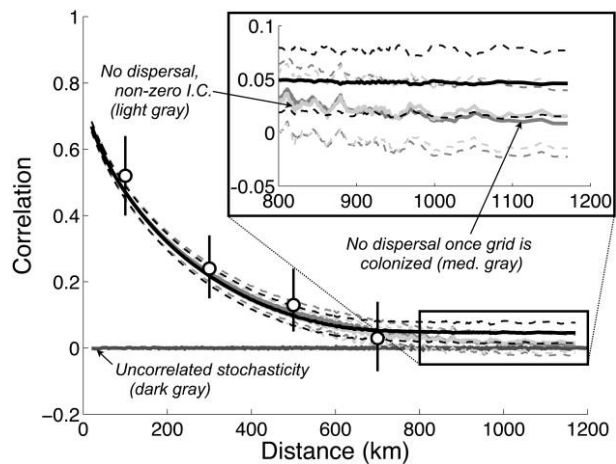 1
0.8
0.6
0.4
0.2
0
−0.2
Correlation
0
200
400
600
800
1000
1200
Distance (km)
Uncorrelated stochasticity
(dark gray)
0.1
0.05
0
−0.05
800
900
1000
1100
1200
No dispersal,
non-zero I.C.
(light gray)
No dispersal once grid is
colonized (med. gray)